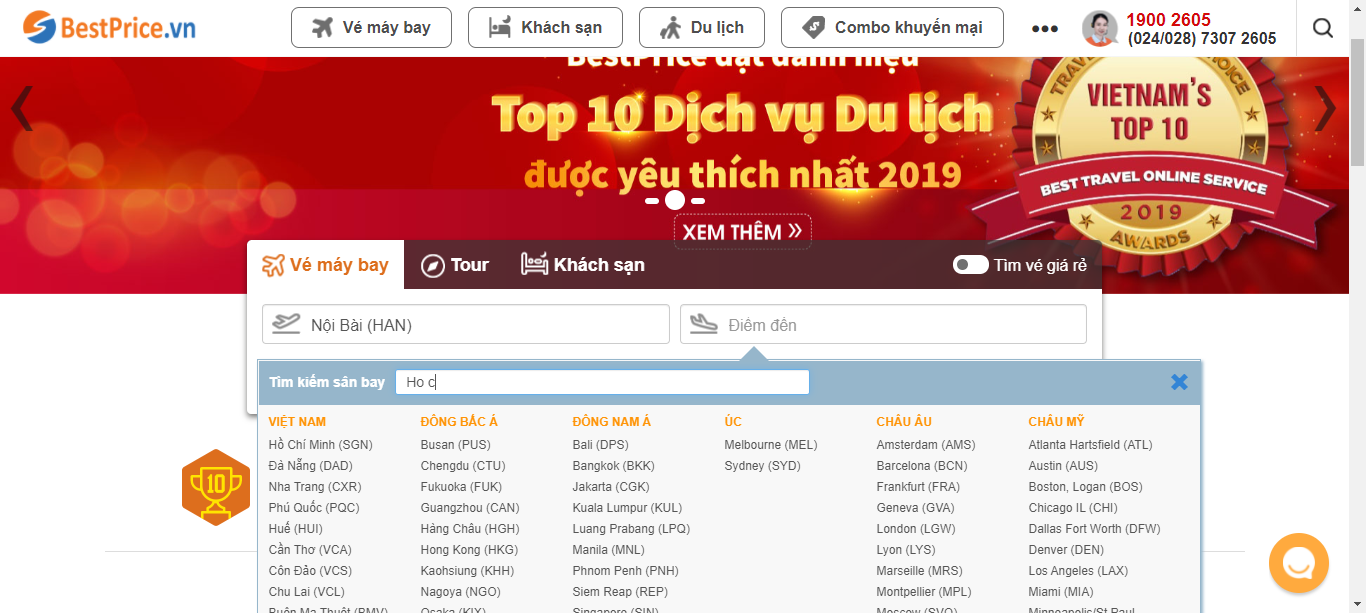 BestPrice.vn
Vé máy bay
Khách sạn
Du lịch
Combo khuyến mại
1900 2605
(024/028) 7307 2605
BestPrice đạt danh hiệu
Top 10 Dịch vụ Du lịch
được yêu thích nhất 2019
XEM THÊM »
VIETNAM'S
TOP 10
BEST TRAVEL ONLINE SERVICE
2019
AWARDS
Vé máy bay
Tour
Khách sạn
Tìm vé giá rẻ
Nội Bài (HAN)
Điểm đến
Tìm kiếm sân bay
Ho c
VIỆT NAM
Hồ Chí Minh (SGN)
Đà Nẵng (DAD)
Nha Trang (CXR)
Phú Quốc (PQC)
Huế (HUI)
Cần Thơ (VCA)
Côn Đảo (VCS)
Chu Lai (VCL)
Buôn Ma Thuột (BMV)
ĐÔNG BẮC Á
Busan (PUS)
Chengdu (CTU)
Fukuoka (FUK)
Guangzhou (CAN)
Hàng Châu (HGH)
Hong Kong (HKG)
Kaohsiung (KHH)
Nagoya (NGO)
Osaka (KIX)
ĐÔNG NAM Á
Bali (DPS)
Bangkok (BKK)
Jakarta (CGK)
Kuala Lumpur (KUL)
Luang Prabang (LPQ)
Manila (MNL)
Phnom Penh (PNH)
Siem Reap (REP)
Singapore (SIN)
ÚC
Melbourne (MEL)
Sydney (SYD)
CHÂU ÂU
Amsterdam (AMS)
Barcelona (BCN)
Frankfurt (FRA)
Geneva (GVA)
London (LGW)
Lyon (LYS)
Marseille (MRS)
Montpellier (MPL)
Moscow (SVO)
CHÂU MỸ
Atlanta Hartsfield (ATL)
Austin (AUS)
Boston, Logan (BOS)
Chicago IL (CHI)
Dallas Fort Worth (DFW)
Denver (DEN)
Los Angeles (LAX)
Miami (MIA)
Minneapolis/St Paul
10